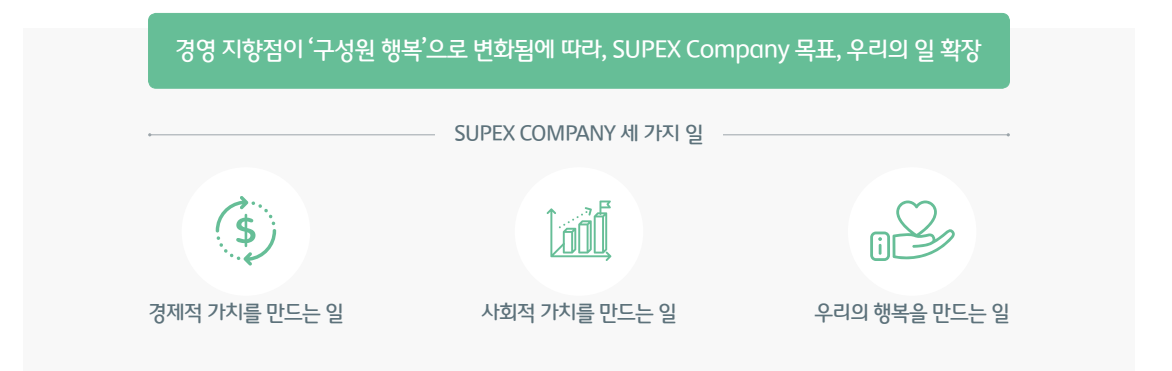 경영 지향점이 ‘구성원 행복’으로 변화됨에 따라, SUPEX Company 목표, 우리의 일 확장
SUPEX COMPANY 세 가지 일
$
경제적 가치를 만드는 일
사회적 가치를 만드는 일
우리의 행복을 만드는 일